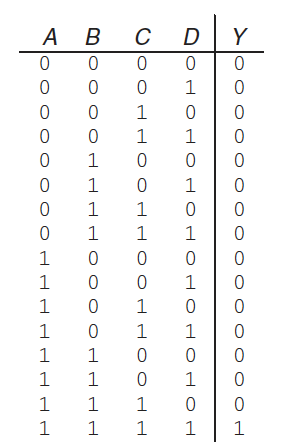 A B C D Y
0 0 0 0 0
0 0 0 1 0
0 0 1 0 0
0 0 1 1 0
0 1 0 0 0
0 1 0 1 0
0 1 1 0 0
0 1 1 1 0
1 0 0 0 0
1 0 0 1 0
1 0 1 0 0
1 0 1 1 0
1 1 0 0 0
1 1 0 1 0
1 1 1 0 0
1 1 1 1 1